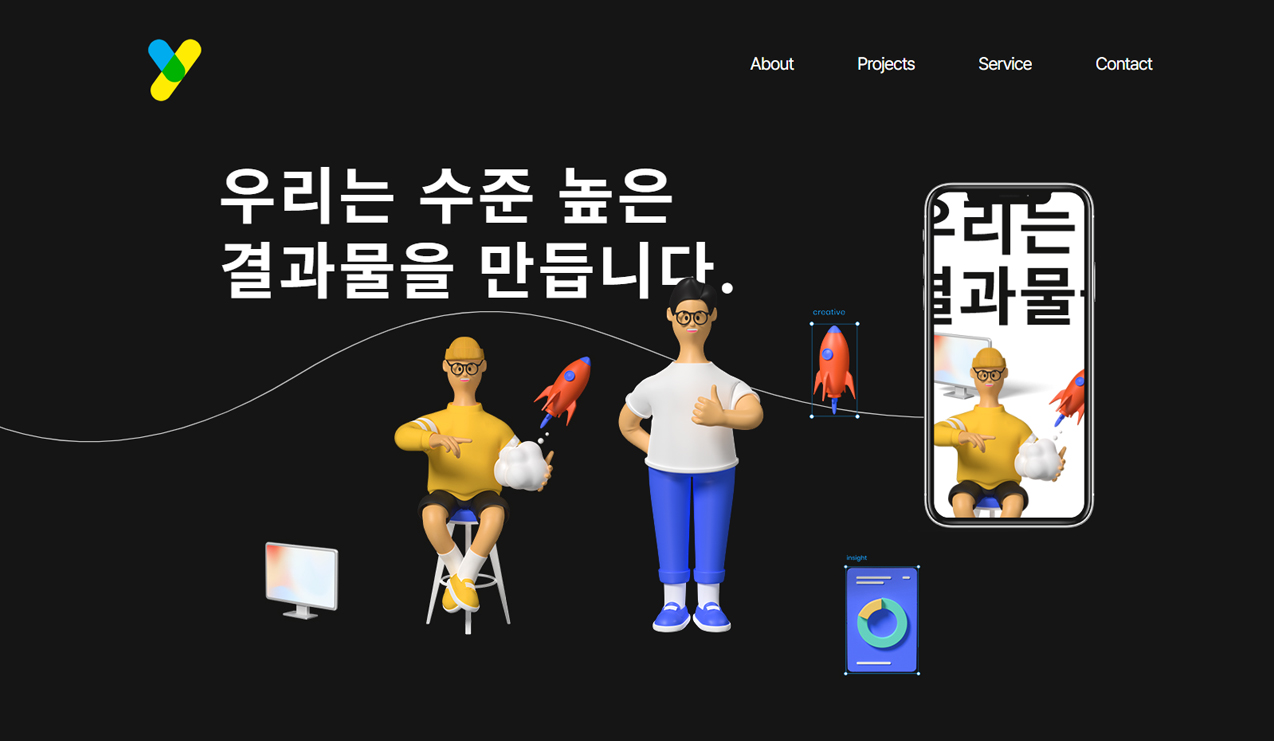 About
Projects
Service
Contact
우리는 수준 높은
결과물을 만듭니다.
creative
우리는
결과물을
insight